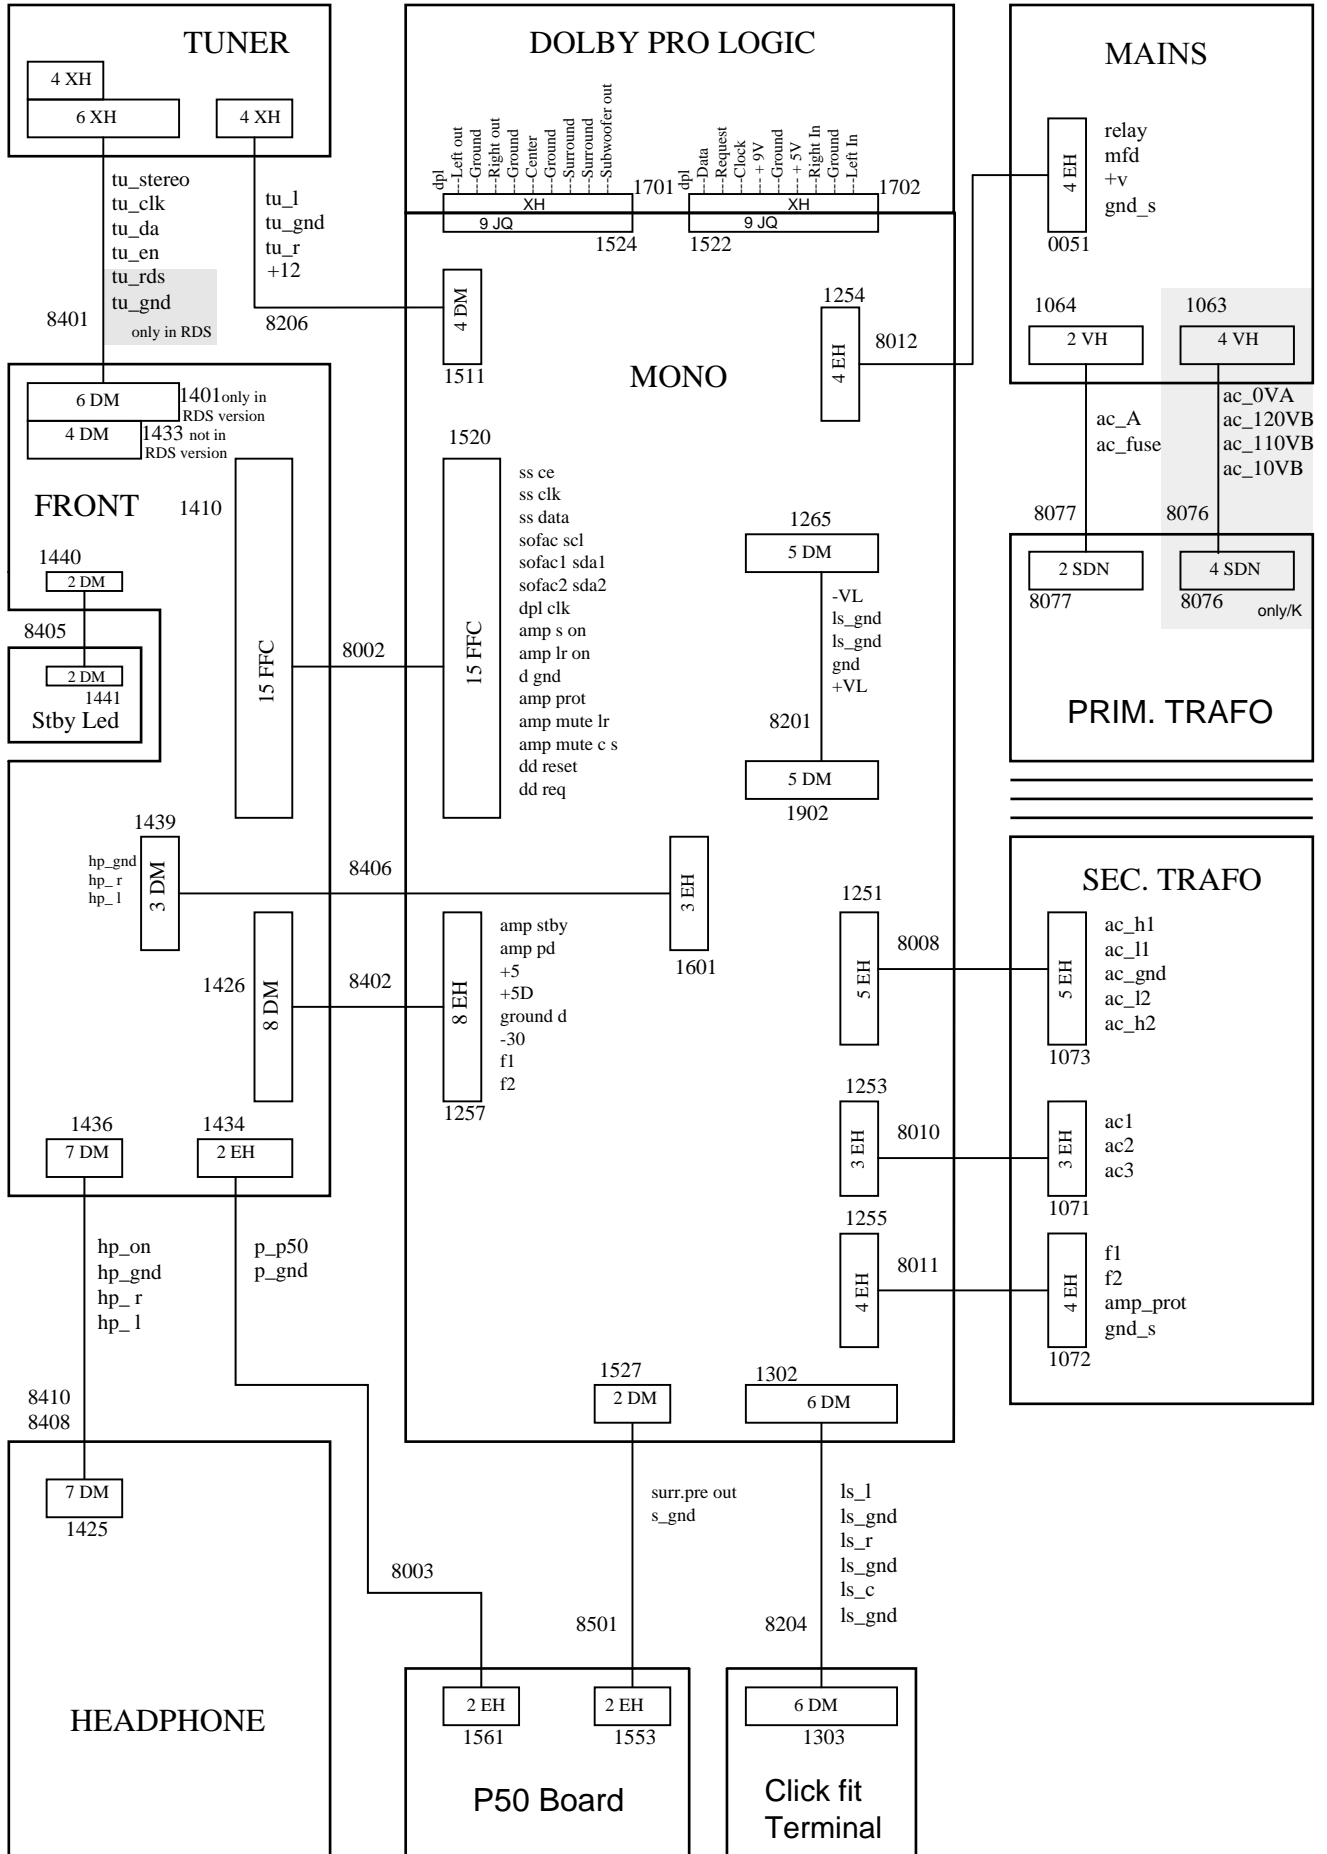 TUNER
4 XH
6 XH
4 XH
tu_stereo
tu_clk
tu_da
tu_en
tu_rds
tu_gnd
only in RDS
8401
tu_l
tu_gnd
tu_r
+12
8206
DOLBY PRO LOGIC
dpl
---Left out
---Ground
---Right out
---Ground
---Center
---Ground
---Surround
---Surround
---Subwoofer out
1701
XH
9 JQ
1524
dpl
---Data
---Request
---Clock
---+ 9V
---Ground
---+ 5V
---Right In
---Ground
---Left In
1702
XH
9 JQ
1522
MAINS
4 EH
0051
relay
mfd
+v
gnd_s
1064
2 VH
1063
4 VH
ac_A
ac_fuse
ac_0VA
ac_120VB
ac_110VB
ac_10VB
8077
8076
2 SDN
8077
4 SDN
8076
only/K
PRIM. TRAFO
MONO
4 DM
1511
1254
4 EH
8012
6 DM
1401 only in
RDS version
4 DM
1433 not in
RDS version
FRONT
1410
15 FFC
1440
2 DM
8405
2 DM
1441
Stby Led
8002
1520
15 FFC
ss ce
ss clk
ss data
sofac scl
sofac1 sda1
sofac2 sda2
dpl clk
amp s on
amp lr on
d gnd
amp prot
amp mute lr
amp mute c s
dd reset
dd req
1265
5 DM
-VL
ls_gnd
ls_gnd
gnd
+VL
8201
5 DM
1902
1439
hp_gnd
hp_ r
hp_ l
3 DM
8406
3 EH
1601
1426
8 DM
8402
8 EH
1257
amp stby
amp pd
+5
+5D
ground d
-30
f1
f2
1251
5 EH
8008
SEC. TRAFO
5 EH
1073
ac_h1
ac_l1
ac_gnd
ac_l2
ac_h2
1253
3 EH
8010
3 EH
1071
ac1
ac2
ac3
1255
4 EH
8011
4 EH
1072
f1
f2
amp_prot
gnd_s
1436
7 DM
1434
2 EH
hp_on
hp_gnd
hp_ r
hp_ l
p_p50
p_gnd
8410
8408
7 DM
1425
HEADPHONE
8003
1527
2 DM
1302
6 DM
surr.pre out
s_gnd
ls_l
ls_gnd
ls_r
ls_gnd
ls_c
ls_gnd
8501
8204
2 EH
1561
2 EH
1553
P50 Board
6 DM
1303
Click fit
Terminal